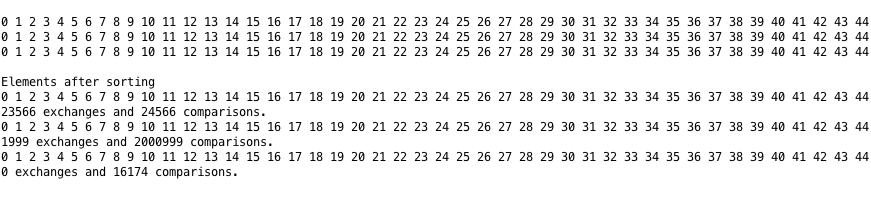 0 1 2 3 4 5 6 7 8 9 10 11 12 13 14 15 16 17 18 19 20 21 22 23 24 25 26 27 28 29 30 31 32 33 34 35 36 37 38 39 40 41 42 43 44
0 1 2 3 4 5 6 7 8 9 10 11 12 13 14 15 16 17 18 19 20 21 22 23 24 25 26 27 28 29 30 31 32 33 34 35 36 37 38 39 40 41 42 43 44
0 1 2 3 4 5 6 7 8 9 10 11 12 13 14 15 16 17 18 19 20 21 22 23 24 25 26 27 28 29 30 31 32 33 34 35 36 37 38 39 40 41 42 43 44
Elements after sorting
0 1 2 3 4 5 6 7 8 9 10 11 12 13 14 15 16 17 18 19 20 21 22 23 24 25 26 27 28 29 30 31 32 33 34 35 36 37 38 39 40 41 42 43 44
23566 exchanges and 24566 comparisons.
0 1 2 3 4 5 6 7 8 9 10 11 12 13 14 15 16 17 18 19 20 21 22 23 24 25 26 27 28 29 30 31 32 33 34 35 36 37 38 39 40 41 42 43 44
1999 exchanges and 2000999 comparisons.
0 1 2 3 4 5 6 7 8 9 10 11 12 13 14 15 16 17 18 19 20 21 22 23 24 25 26 27 28 29 30 31 32 33 34 35 36 37 38 39 40 41 42 43 44
0 exchanges and 16174 comparisons.